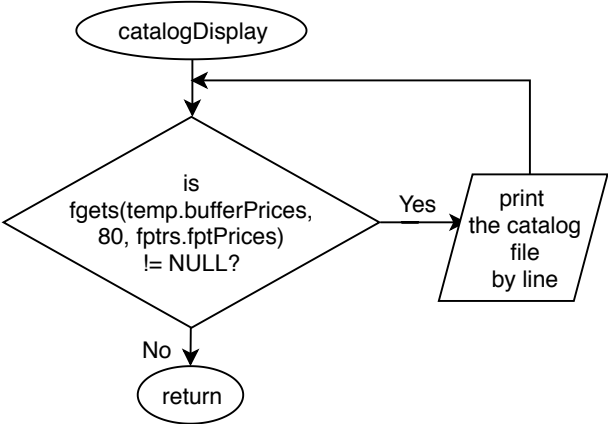 catalogDisplay
is
fgets(temp.bufferPrices,
80, fptrs.fptPrices)
!= NULL?
Yes
print
the catalog
file
by line
No
return